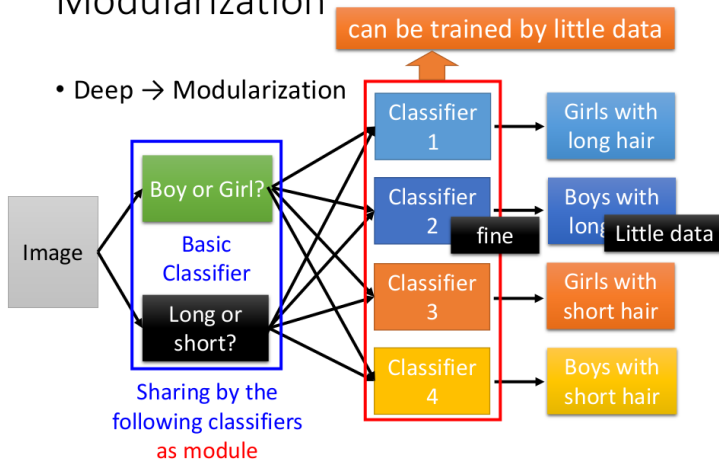 Modularization
can be trained by little data
• Deep → Modularization
Classifier
1
Girls with
long hair
Boy or Girl?
Image
Basic
Classifier
Classifier
2
fine
Boys with
Little data
Long or
short?
Classifier
3
Girls with
short hair
Classifier
4
Boys with
short hair
Sharing by the
following classifiers
as module